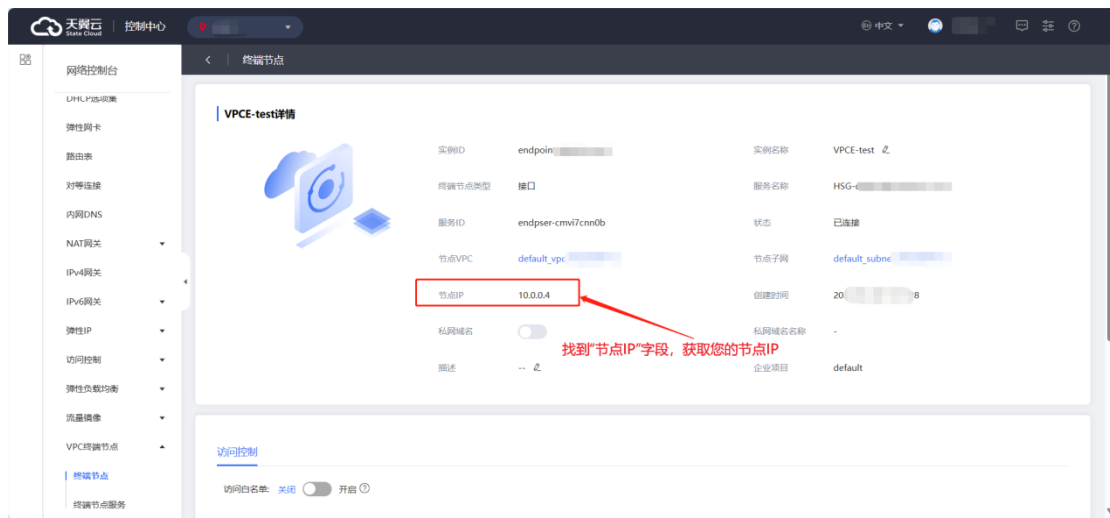 天翼云 State Cloud 控制中心 中文
网络控制台
终端节点
DHCP选项集
弹性网卡
路由表
对等连接
内网DNS
NAT网关
IPv4网关
IPv6网关
弹性IP
访问控制
弹性负载均衡
流量镜像
VPC终端节点
终端节点
终端节点服务
VPCE-test详情
实例ID endpoin 实例名称 VPCE-test
终端节点类型 接口 服务名称 HSG-
服务ID endpser-cmvi7cnn0b 状态 已连接
节点VPC default_vpc 节点子网 default_subne
节点IP 10.0.0.4 创建时间 20 8
私网域名 私网域名名称 -
找到“节点IP”字段，获取您的节点IP
描述 -- 企业项目 default
访问控制
访问白名单: 关闭 开启